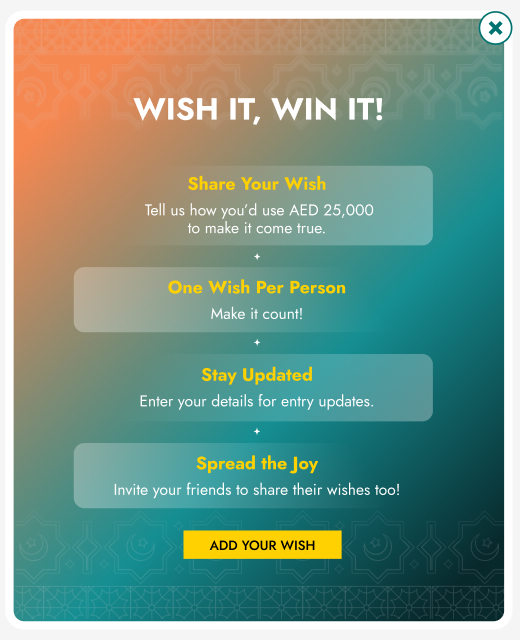 WISH IT, WIN IT!
Share Your Wish
Tell us how you'd use AED 25,000
to make it come true.
One Wish Per Person
Make it count!
Stay Updated
Enter your details for entry updates.
Spread the Joy
Invite your friends to share their wishes too!
ADD YOUR WISH